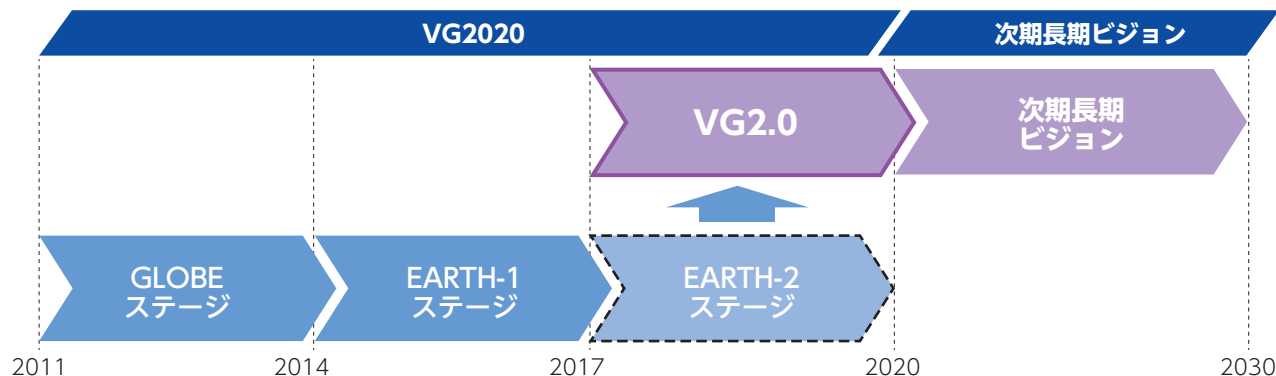 VG2020
次期長期ビジョン
VG2.0
次期長期
ビジョン
GLOBE
ステージ
EARTH-1
ステージ
EARTH-2
ステージ
2011
2014
2017
2020
2030